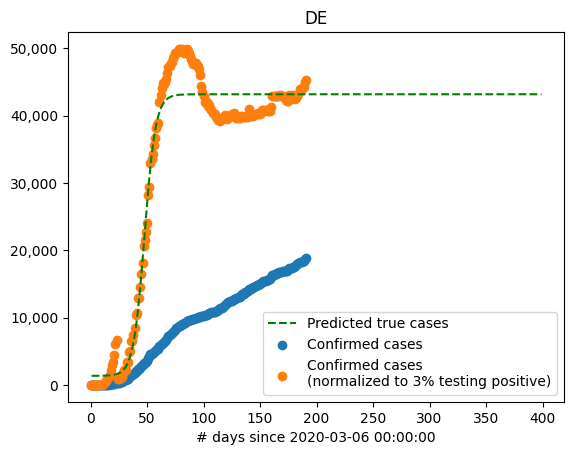 DE
50,000
40,000
30,000
20,000
10,000
0
Predicted true cases
Confirmed cases
Confirmed cases
(normalized to 3% testing positive)
0 50 100 150 200 250 300 350 400
# days since 2020-03-06 00:00:00